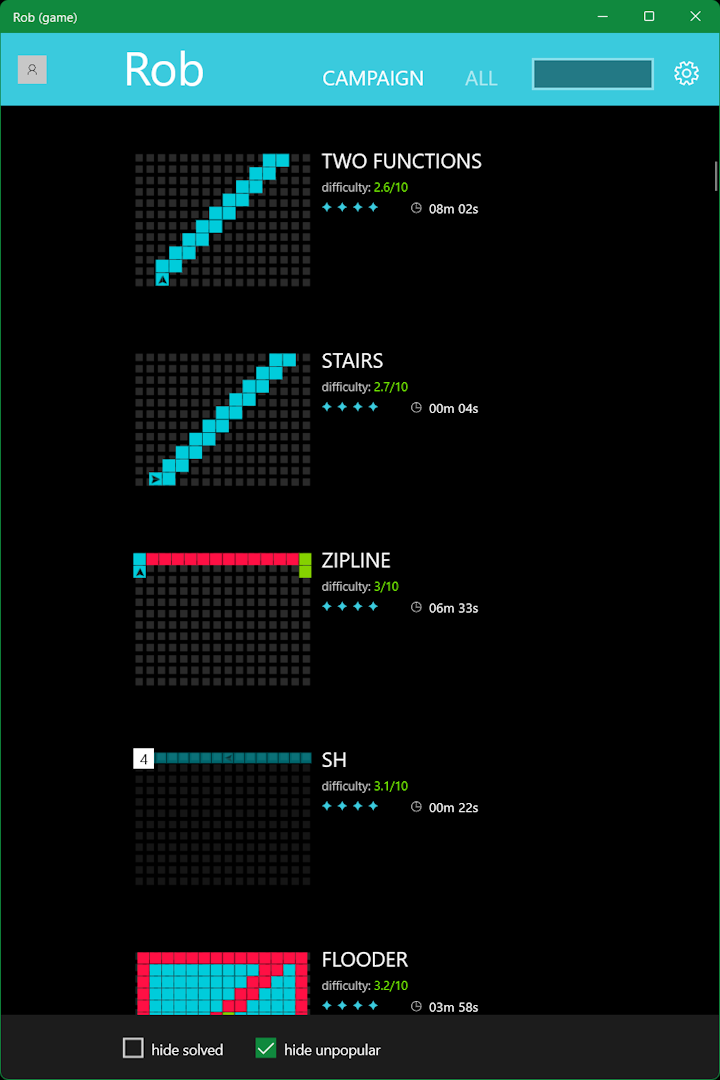 Rob (game)
Rob
CAMPAIGN
ALL
TWO FUNCTIONS
difficulty: 2.6/10
08m 02s
STAIRS
difficulty: 2.7/10
00m 04s
ZIPLINE
difficulty: 3/10
06m 33s
4
SH
difficulty: 3.1/10
00m 22s
FLOODER
difficulty: 3.2/10
03m 58s
hide solved
hide unpopular